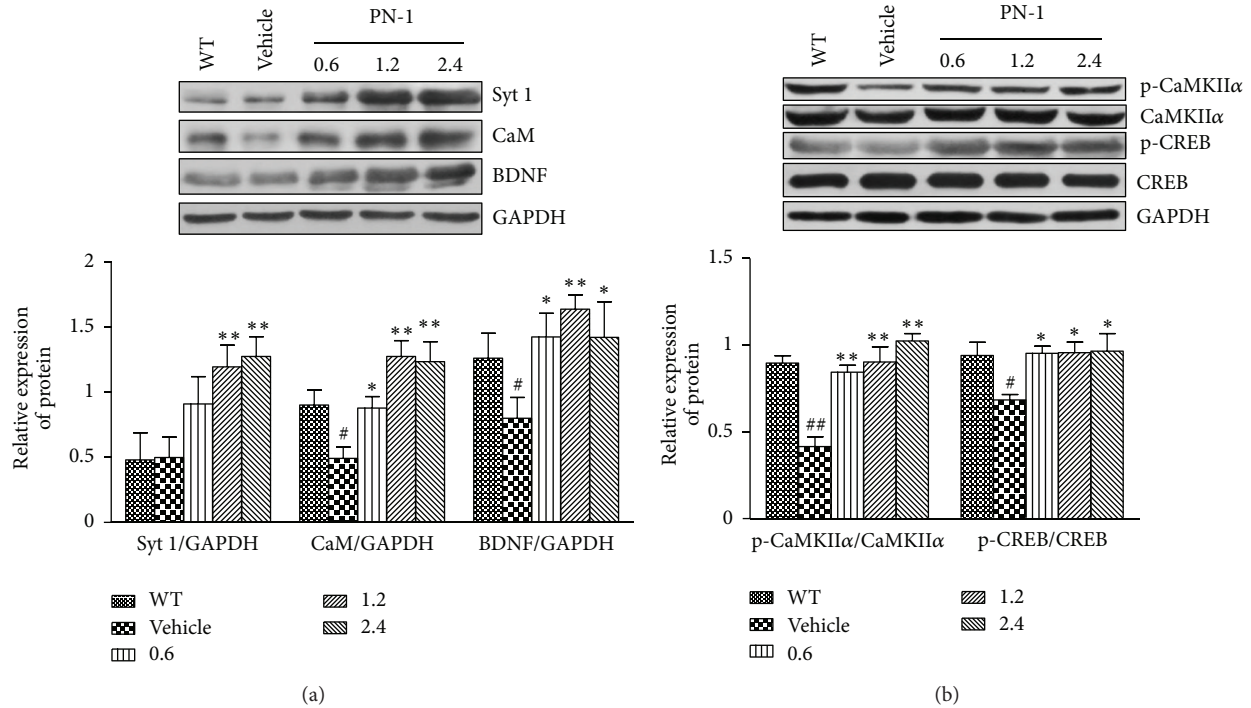 PN-1
WT
Vehicle
0.6
1.2
2.4
Syt 1
CaM
BDNF
GAPDH
2
1.5
1
0.5
0
Relative expression
of protein
** **
#
*
** **
#
*
**
*
Syt 1/GAPDH
CaM/GAPDH
BDNF/GAPDH
WT
Vehicle
0.6
1.2
2.4
(a)
PN-1
WT
Vehicle
0.6
1.2
2.4
p-CaMKIIα
CaMKIIα
p-CREB
CREB
GAPDH
1.5
1
0.5
0
Relative expression
of protein
##
**
**
**
#
*
*
*
p-CaMKIIα/CaMKIIα
p-CREB/CREB
WT
Vehicle
0.6
1.2
2.4
(b)